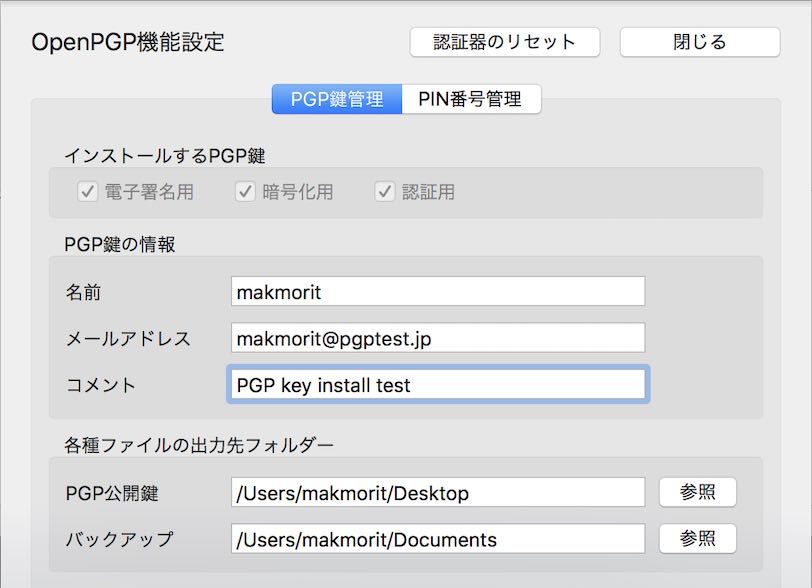 OpenPGP機能設定 認証器のリセット 閉じる
PGP鍵管理 PIN番号管理
インストールするPGP鍵
電子署名用 暗号化用 認証用
PGP鍵の情報
名前 makmorit
メールアドレス makmorit@pgptest.jp
コメント PGP key install test
各種ファイルの出力先フォルダー
PGP公開鍵 /Users/makmorit/Desktop 参照
バックアップ /Users/makmorit/Documents 参照